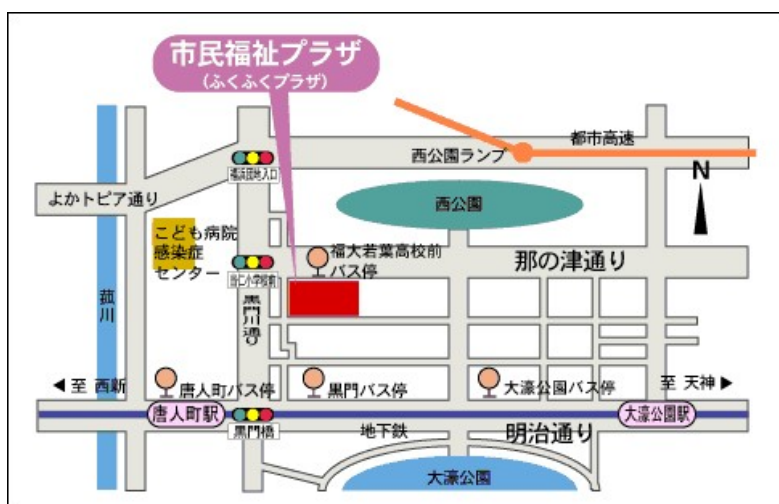 市民福祉プラザ
(ふくふくプラザ)
都市高速
西公園ランプ
福浜団地入口
N
よかトピア通り
西公園
こども病院
感染症
センター
福大若葉高校前
バス停
那の津通り
当仁小学校前
菰川
黒門川通り
◀至 西新
唐人町バス停
黒門バス停
大濠公園バス停
至 天神▶
唐人町駅
大濠公園駅
黒門橋
地下鉄
明治通り
大濠公園